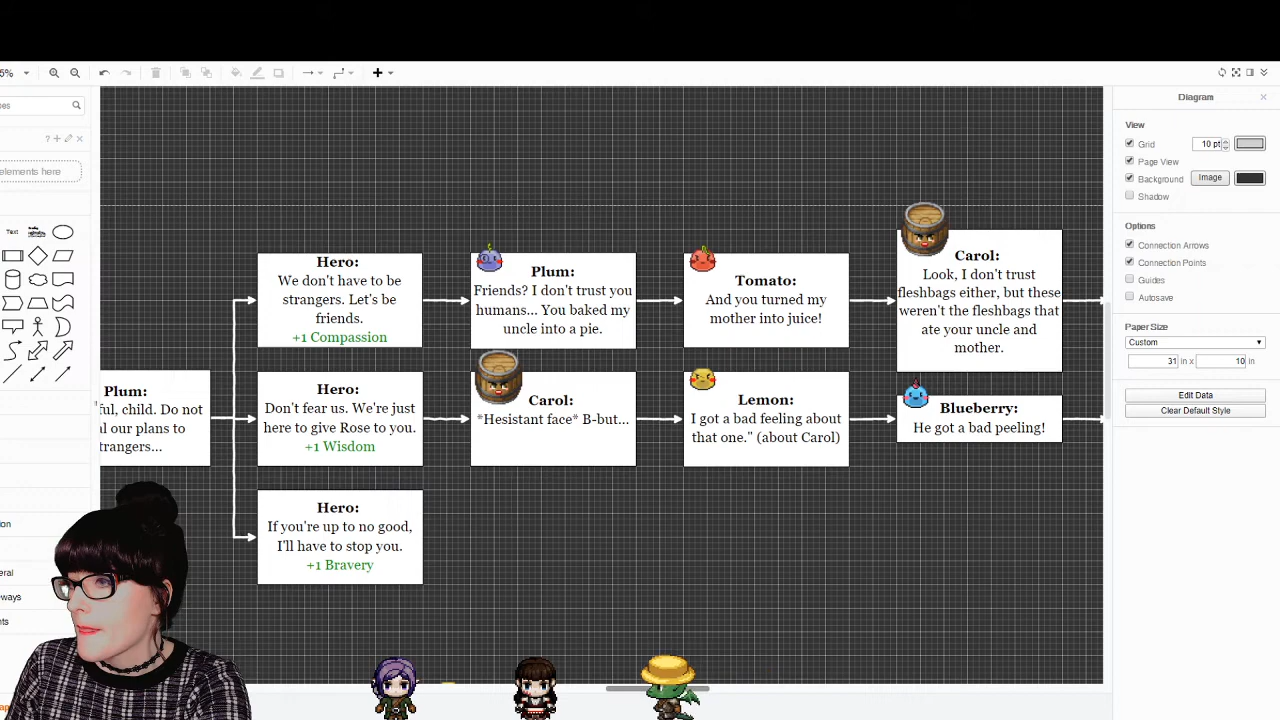 5%
10 pt
Diagram
View
Grid
Page View
Background
Image
Shadow
Options
Connection Arrows
Connection Points
Guides
Autosave
Paper Size
Custom
31 in x 10 in
Edit Data
Clear Default Style
pes
elements here
Text
Plum:
ful, child. Do not
al our plans to
trangers...
Hero:
We don't have to be
strangers. Let's be
friends.
+1 Compassion
Plum:
Friends? I don't trust you
humans... You baked my
uncle into a pie.
Tomato:
And you turned my
mother into juice!
Carol:
Look, I don't trust
fleshbags either, but these
weren't the fleshbags that
ate your uncle and
mother.
Hero:
Don't fear us. We're just
here to give Rose to you.
+1 Wisdom
Carol:
*Hesistant face* B-but...
Lemon:
I got a bad feeling about
that one." (about Carol)
Blueberry:
He got a bad peeling!
Hero:
If you're up to no good,
I'll have to stop you.
+1 Bravery
ion
eral
eways
nts